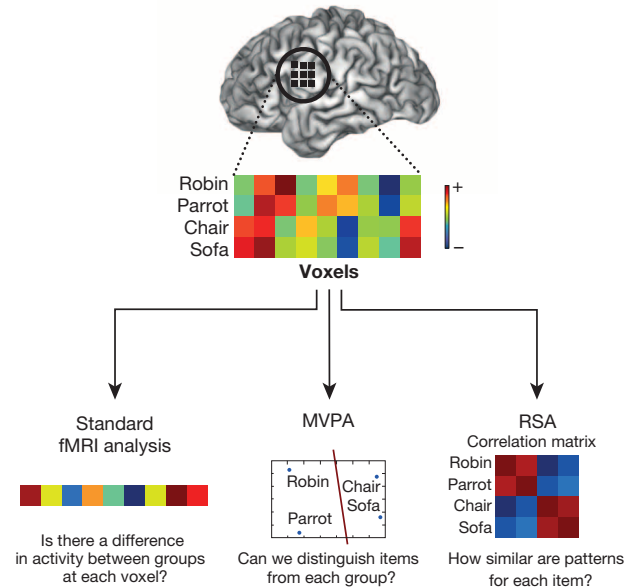 Robin
Parrot
Chair
Sofa
+
−
Voxels
Standard
fMRI analysis
Is there a difference
in activity between groups
at each voxel?
MVPA
Robin
Chair
Sofa
Parrot
Can we distinguish items
from each group?
RSA
Correlation matrix
Robin
Parrot
Chair
Sofa
How similar are patterns
for each item?